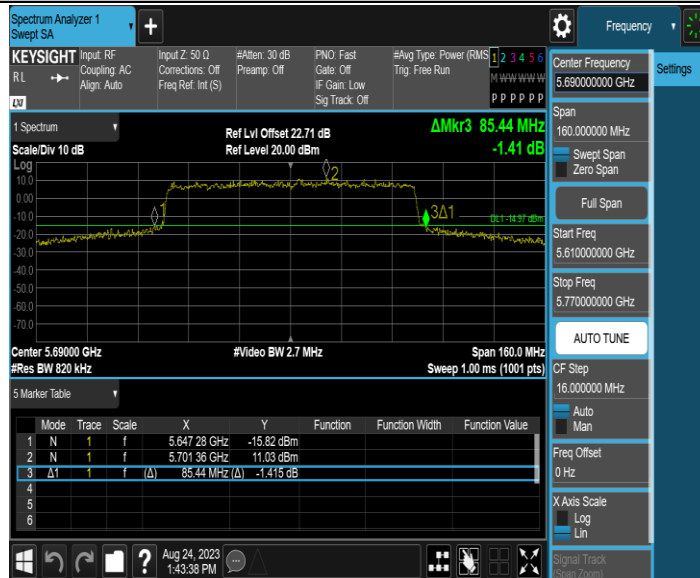 Spectrum Analyzer 1
Swept SA
+
Frequency
KEYSIGHT
Input: RF
Coupling: AC
Align: Auto
RL
LXI
Input Z: 50 Ω
Corrections: Off
Freq Ref: Int (S)
#Atten: 30 dB
Preamp: Off
PNO: Fast
Gate: Off
IF Gain: Low
Sig Track: Off
#Avg Type: Power (RMS
Trig: Free Run
1 2 3 4 5 6
M W W W W W
P P P P P P
Center Frequency
5.690000000 GHz
Settings
Span
160.000000 MHz
Swept Span
Zero Span
Full Span
Start Freq
5.610000000 GHz
Stop Freq
5.770000000 GHz
AUTO TUNE
CF Step
16.000000 MHz
Auto
Man
Freq Offset
0 Hz
X Axis Scale
Log
Lin
Signal Track
(Span Zoom)
1 Spectrum
Scale/Div 10 dB
Ref Lvl Offset 22.71 dB
Ref Level 20.00 dBm
ΔMkr3 85.44 MHz
-1.41 dB
Log
10.0
0.00
-10.0
-20.0
-30.0
-40.0
-50.0
-60.0
-70.0
1
2
3Δ1
DL1 -14.97 dBm
Center 5.69000 GHz
#Res BW 820 kHz
#Video BW 2.7 MHz
Span 160.0 MHz
Sweep 1.00 ms (1001 pts)
5 Marker Table
Mode Trace Scale X Y Function Function Width Function Value
1 N 1 f 5.647 28 GHz -15.82 dBm
2 N 1 f 5.701 36 GHz 11.03 dBm
3 Δ1 1 f (Δ) 85.44 MHz (Δ) -1.415 dB
4
5
6
?
Aug 24, 2023
1:43:38 PM